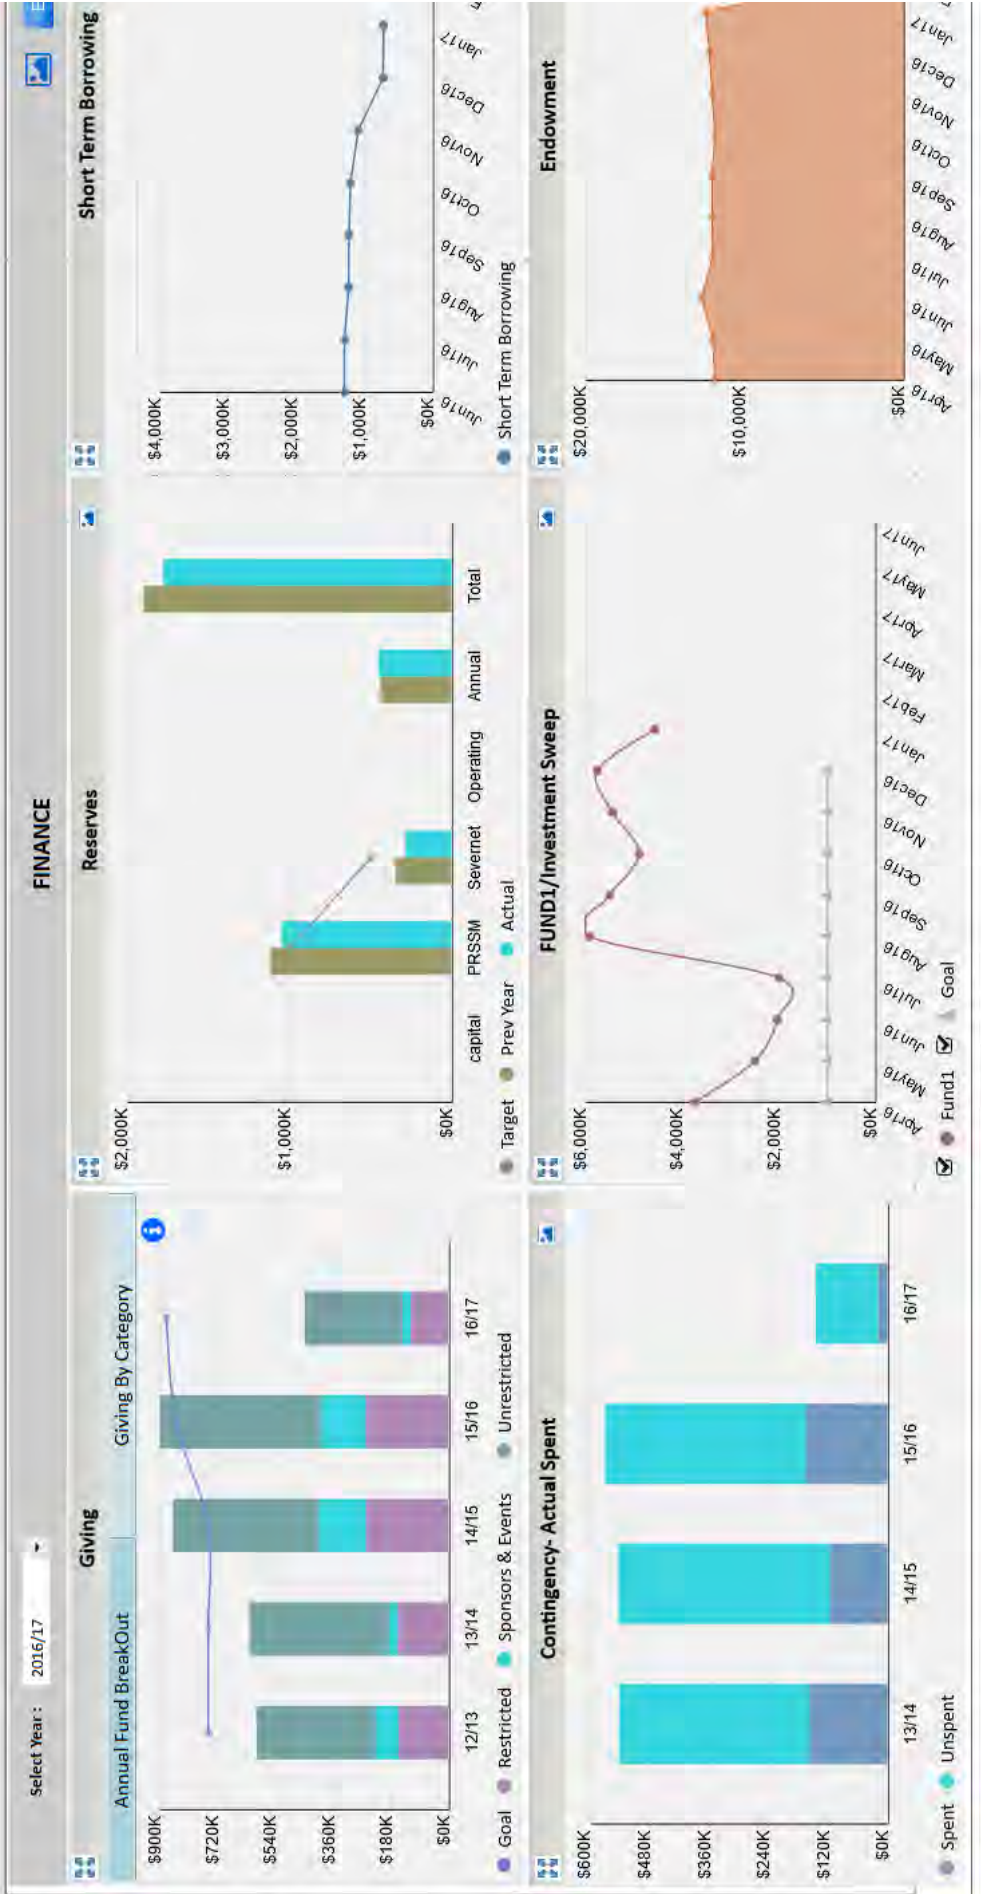 FINANCE
Select Year :
2016/17
Giving
Annual Fund BreakOut
Giving By Category
$900K
$720K
$540K
$360K
$180K
$0K
12/13
13/14
14/15
15/16
16/17
Goal
Restricted
Sponsors & Events
Unrestricted
Reserves
$2,000K
$1,000K
$0K
capital
PRSSM
Severnet
Operating
Annual
Total
Target
Prev Year
Actual
Short Term Borrowing
$4,000K
$3,000K
$2,000K
$1,000K
$0K
Jun16
Jul16
Aug16
Sep16
Oct16
Nov16
Dec16
Jan17
Short Term Borrowing
Contingency- Actual Spent
$600K
$480K
$360K
$240K
$120K
$0K
13/14
14/15
15/16
16/17
Spent
Unspent
FUND1/Investment Sweep
$6,000K
$4,000K
$2,000K
$0K
Apr16
May16
Jun16
Jul16
Aug16
Sep16
Oct16
Nov16
Dec16
Jan17
Feb17
Mar17
Apr17
May17
Jun17
Fund1
Goal
Endowment
$20,000K
$10,000K
$0K
Apr16
May16
Jun16
Jul16
Aug16
Sep16
Oct16
Nov16
Dec16
Jan17